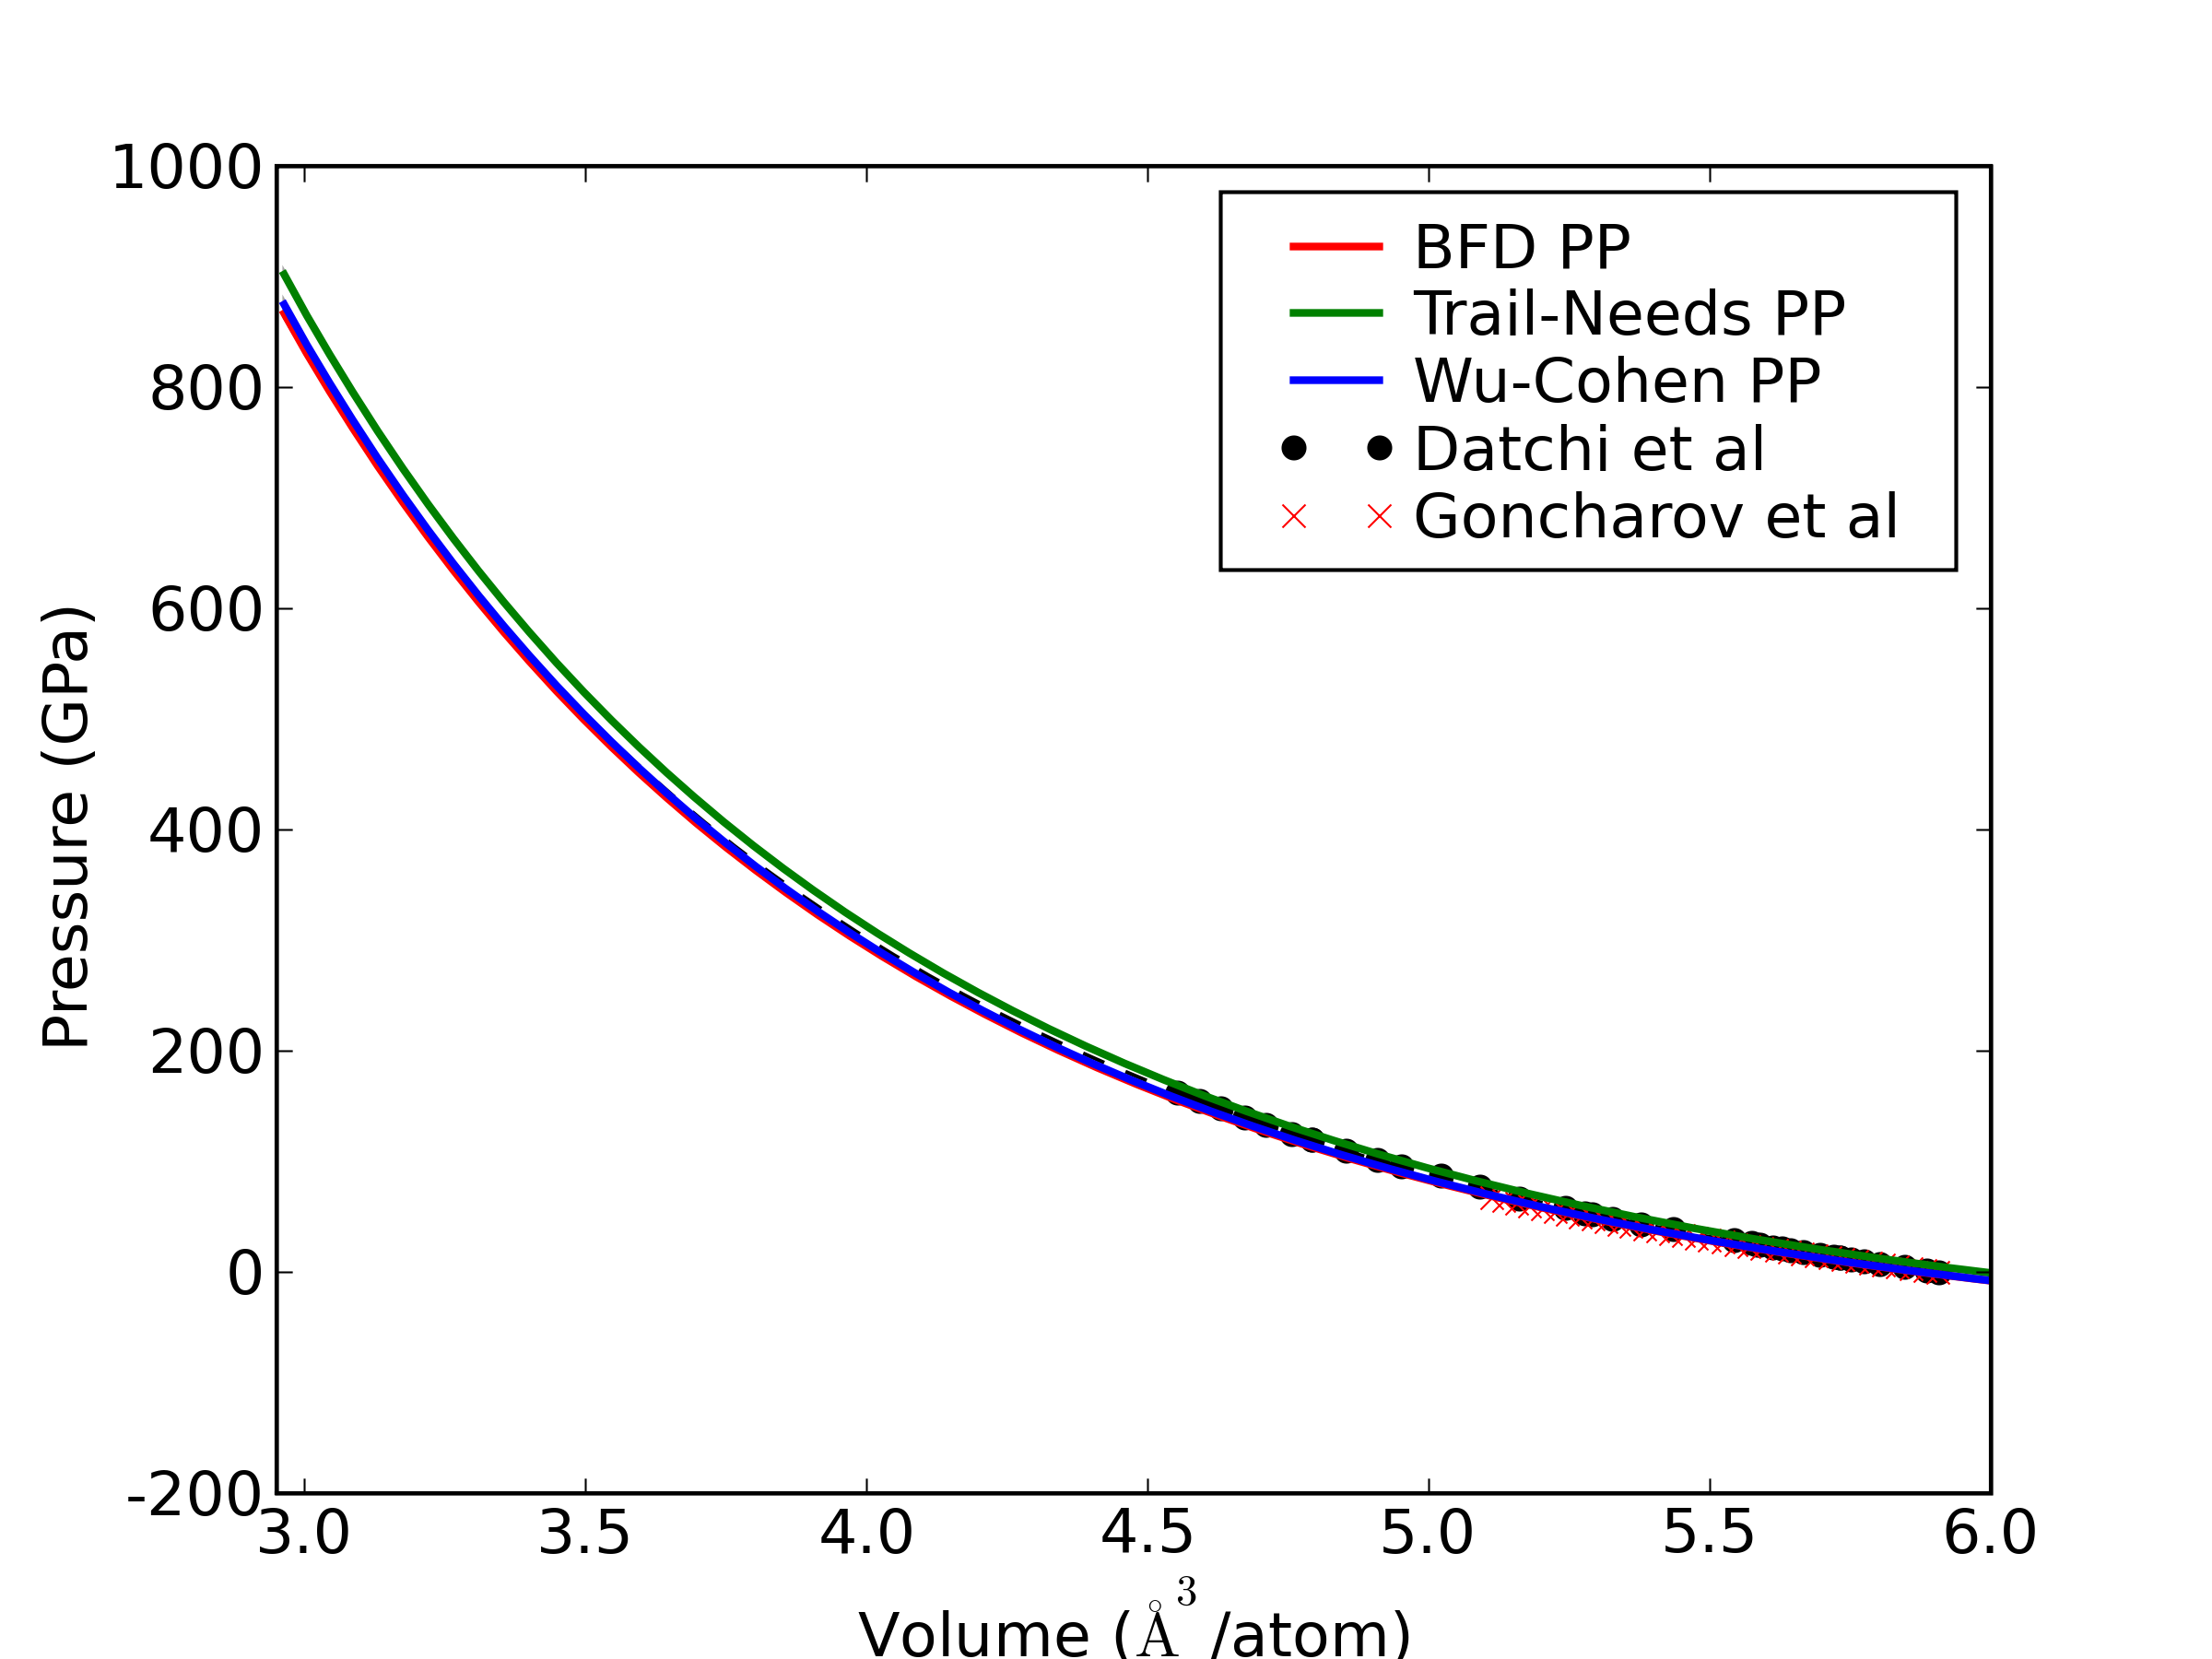 1000
800
600
400
200
0
-200
Pressure (GPa)
BFD PP
Trail-Needs PP
Wu-Cohen PP
Datchi et al
Goncharov et al
3.0 3.5 4.0 4.5 5.0 5.5 6.0
Volume (Å³/atom)